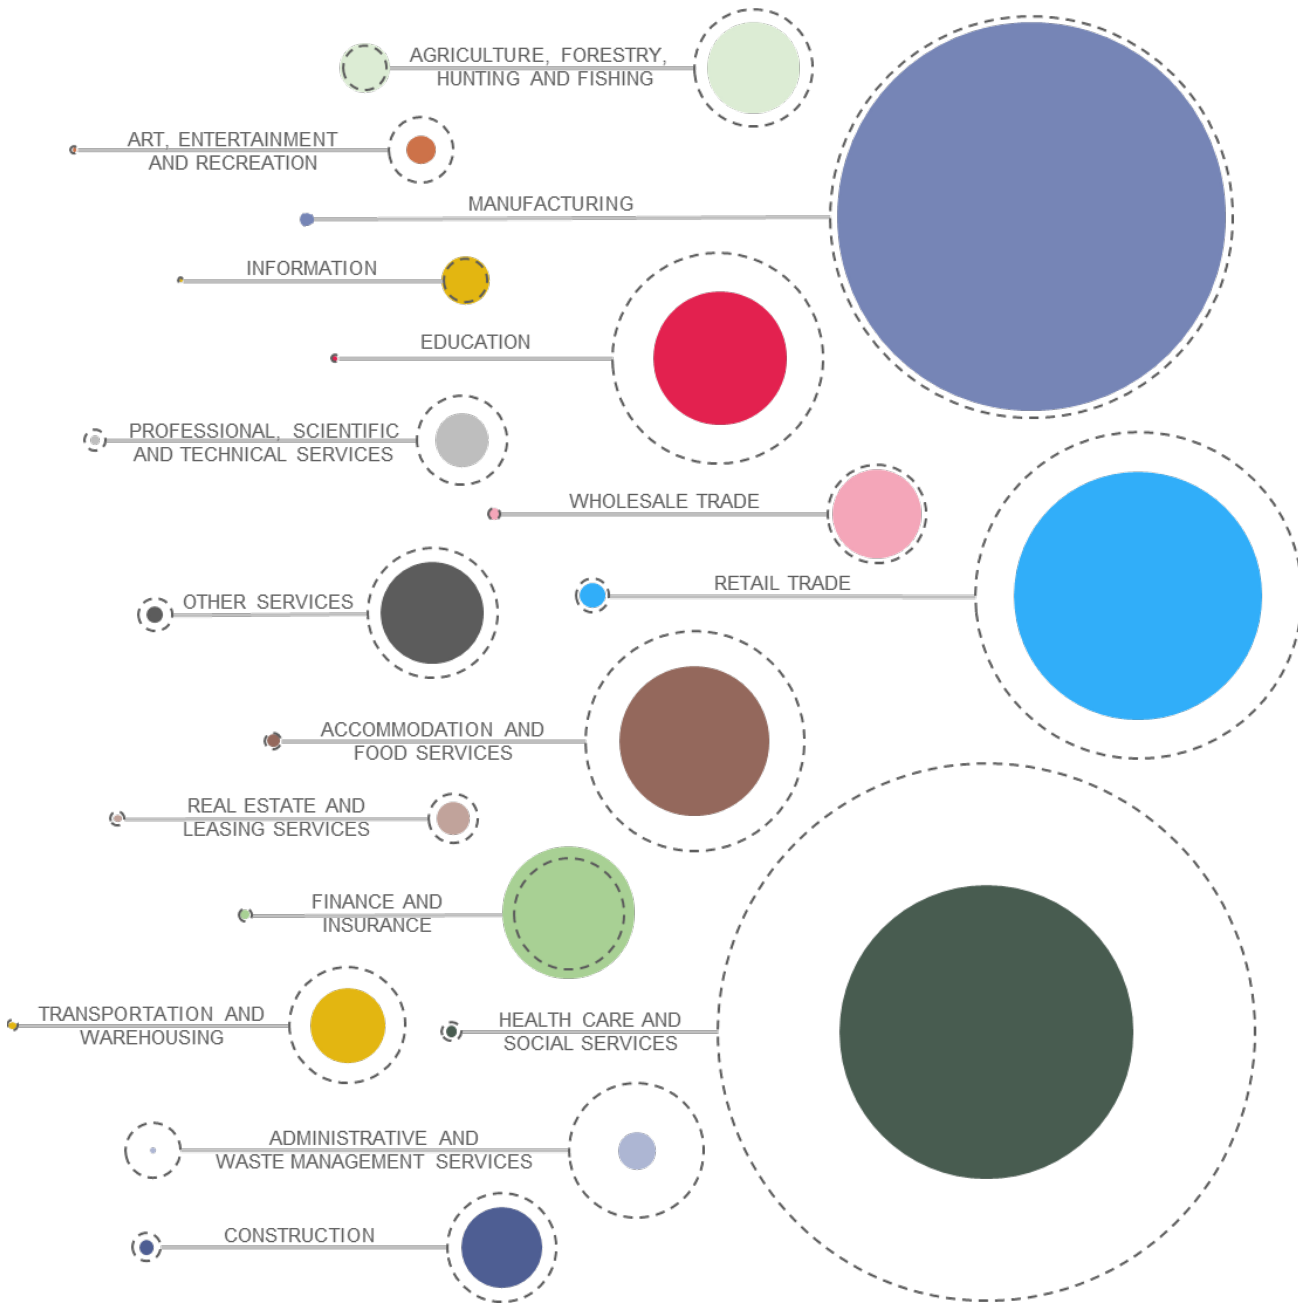 AGRICULTURE, FORESTRY,
HUNTING AND FISHING
ART, ENTERTAINMENT
AND RECREATION
MANUFACTURING
INFORMATION
EDUCATION
PROFESSIONAL, SCIENTIFIC
AND TECHNICAL SERVICES
WHOLESALE TRADE
RETAIL TRADE
OTHER SERVICES
ACCOMMODATION AND
FOOD SERVICES
REAL ESTATE AND
LEASING SERVICES
FINANCE AND
INSURANCE
TRANSPORTATION AND
WAREHOUSING
HEALTH CARE AND
SOCIAL SERVICES
ADMINISTRATIVE AND
WASTE MANAGEMENT SERVICES
CONSTRUCTION